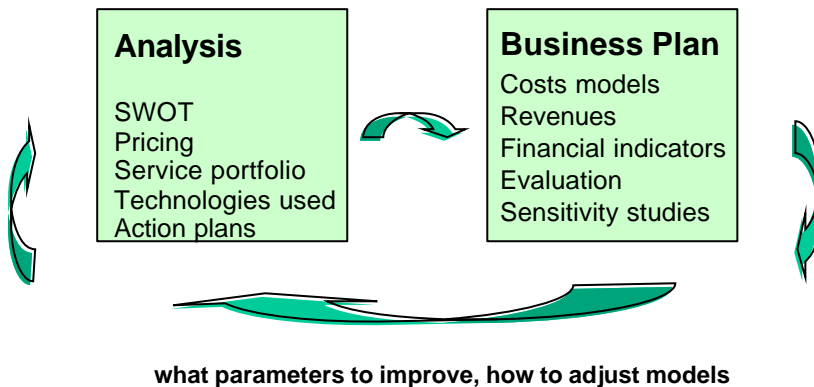 Analysis
SWOT
Pricing
Service portfolio
Technologies used
Action plans
Business Plan
Costs models
Revenues
Financial indicators
Evaluation
Sensitivity studies
what parameters to improve, how to adjust models